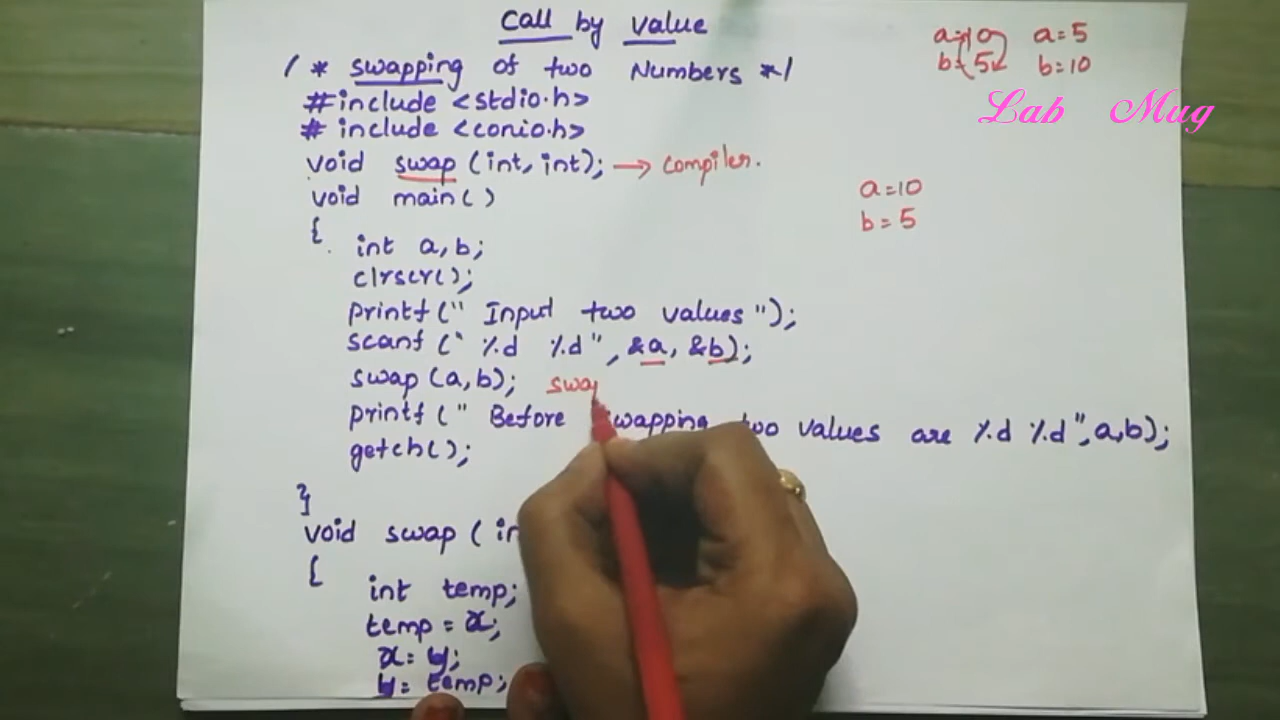 Call by value
/* swapping of two Numbers */
#include <stdio.h>
# include <conio.h>
void swap (int, int); → compiler.
void main()
{
int a, b;
clrscr();
printf(" Input two values");
scanf (" %d %d", &a, &b);
swap (a, b); swap
printf (" Before swapping two values are %d %d", a, b);
getch();
}
void swap (in
{
int temp;
temp = x;
x = y;
y = temp;
a=10 a=5
b=5 b=10
Lab Mug
a=10
b=5